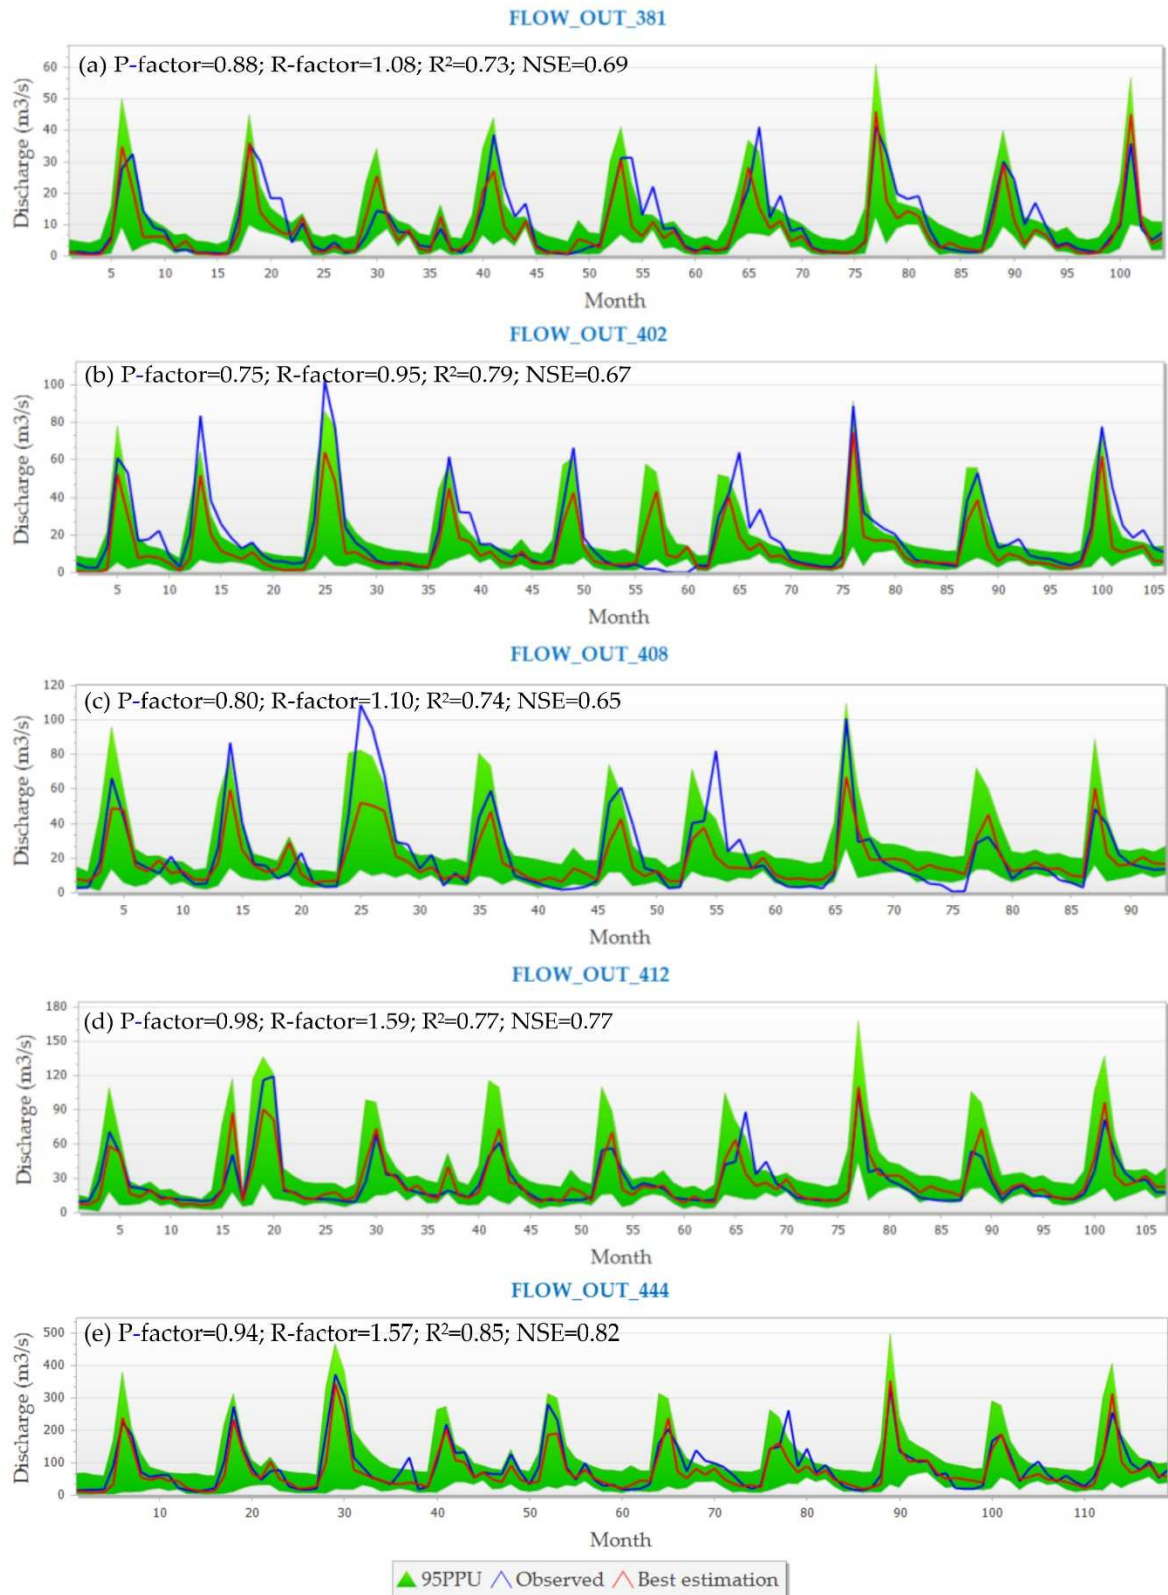 FLOW_OUT_381
(a) P-factor=0.88; R-factor=1.08; R²=0.73; NSE=0.69
Discharge (m3/s)
60
50
40
30
20
10
0
5 10 15 20 25 30 35 40 45 50 55 60 65 70 75 80 85 90 95 100
Month
FLOW_OUT_402
(b) P-factor=0.75; R-factor=0.95; R²=0.79; NSE=0.67
Discharge (m3/s)
100
80
60
40
20
0
5 10 15 20 25 30 35 40 45 50 55 60 65 70 75 80 85 90 95 100 105
Month
FLOW_OUT_408
(c) P-factor=0.80; R-factor=1.10; R²=0.74; NSE=0.65
Discharge (m3/s)
120
100
80
60
40
20
0
5 10 15 20 25 30 35 40 45 50 55 60 65 70 75 80 85 90
Month
FLOW_OUT_412
(d) P-factor=0.98; R-factor=1.59; R²=0.77; NSE=0.77
Discharge (m3/s)
180
150
120
90
60
30
0
5 10 15 20 25 30 35 40 45 50 55 60 65 70 75 80 85 90 95 100 105
Month
FLOW_OUT_444
(e) P-factor=0.94; R-factor=1.57; R²=0.85; NSE=0.82
Discharge (m3/s)
500
400
300
200
100
0
10 20 30 40 50 60 70 80 90 100 110
Month
95PPU Observed Best estimation